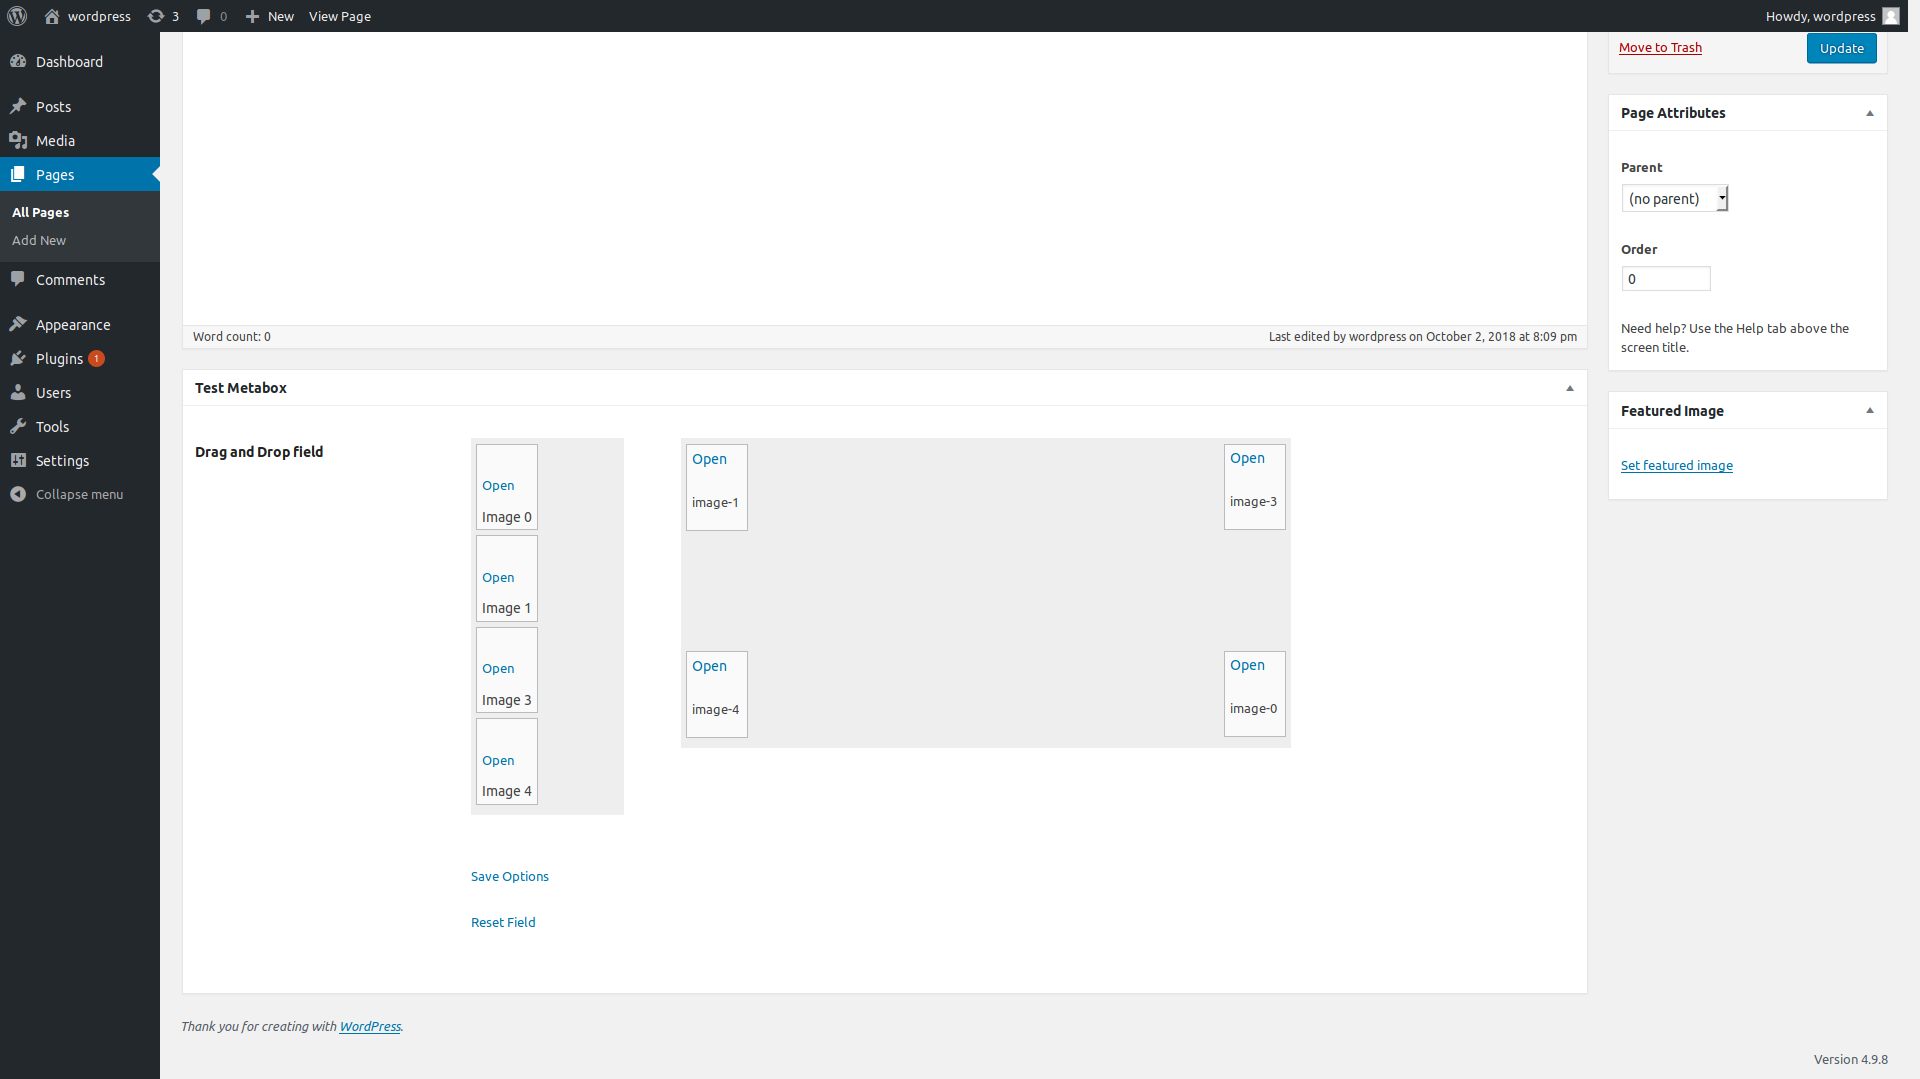 wordpress 3 0 New View Page Howdy, wordpress
Dashboard
Posts
Media
Pages
All Pages
Add New
Comments
Appearance
Plugins 1
Users
Tools
Settings
Collapse menu
Word count: 0 Last edited by wordpress on October 2, 2018 at 8:09 pm
Test Metabox
Drag and Drop field
Open
Image 0
Open
Image 1
Open
Image 3
Open
Image 4
Open
image-1
Open
image-3
Open
image-4
Open
image-0
Save Options
Reset Field
Move to Trash Update
Page Attributes
Parent
(no parent)
Order
0
Need help? Use the Help tab above the
screen title.
Featured Image
Set featured image
Thank you for creating with WordPress.
Version 4.9.8